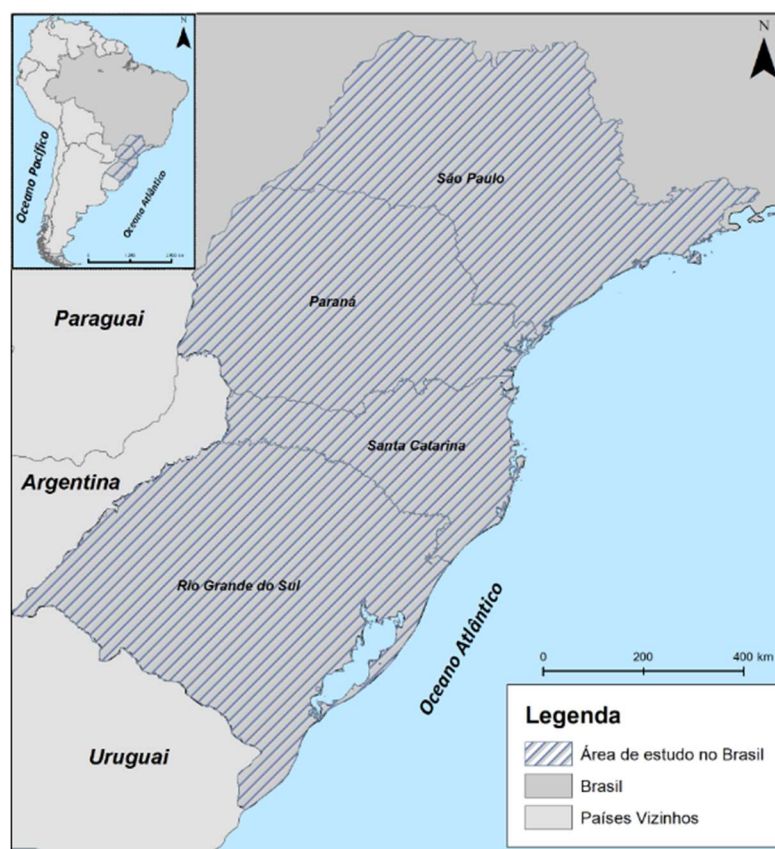 N
Oceano Pacífico
Oceano Atlântico
N
São Paulo
Paraná
Paraguai
Santa Catarina
Argentina
Rio Grande do Sul
Oceano Atlântico
0 200 400 km
Uruguai
Legenda
Área de estudo no Brasil
Brasil
Países Vizinhos